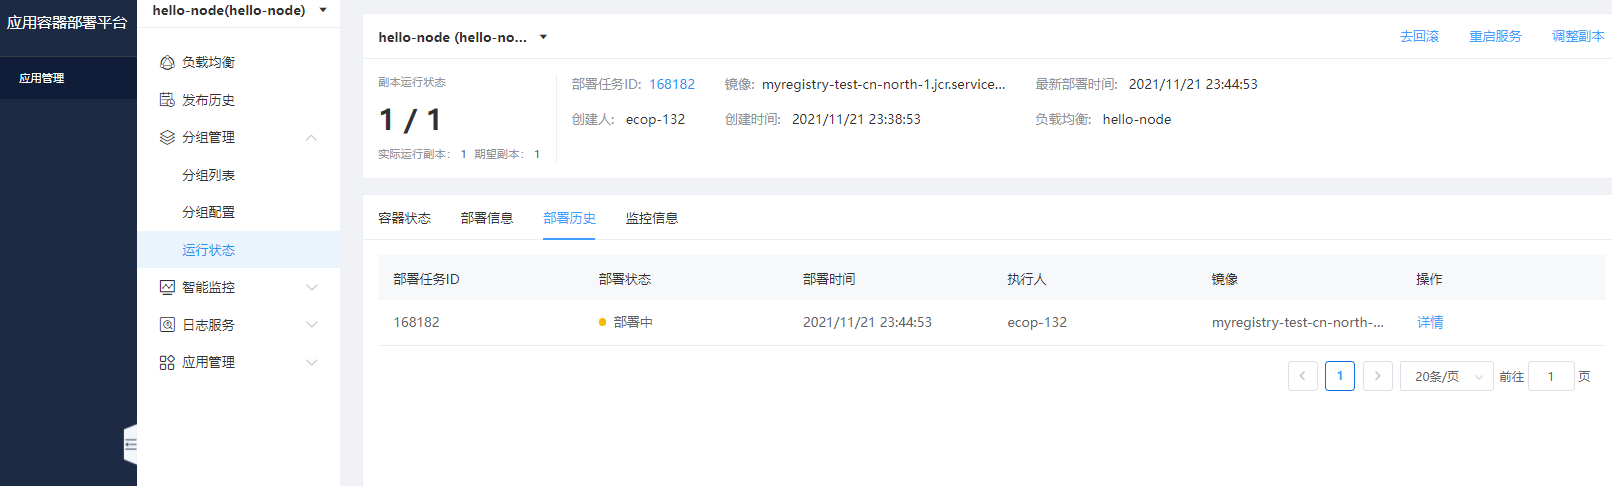 应用容器部署平台
应用管理
hello-node(hello-node)
负载均衡
发布历史
分组管理
分组列表
分组配置
运行状态
智能监控
日志服务
应用管理
hello-node (hello-no...
去回滚 重启服务 调整副本
副本运行状态
1 / 1
实际运行副本: 1 期望副本: 1
部署任务ID: 168182 镜像: myregistry-test-cn-north-1.jcr.service... 最新部署时间: 2021/11/21 23:44:53
创建人: ecop-132 创建时间: 2021/11/21 23:38:53 负载均衡: hello-node
容器状态 部署信息 部署历史 监控信息
部署任务ID 部署状态 部署时间 执行人 镜像 操作
168182 部署中 2021/11/21 23:44:53 ecop-132 myregistry-test-cn-north-... 详情
1 20条/页 前往 1 页